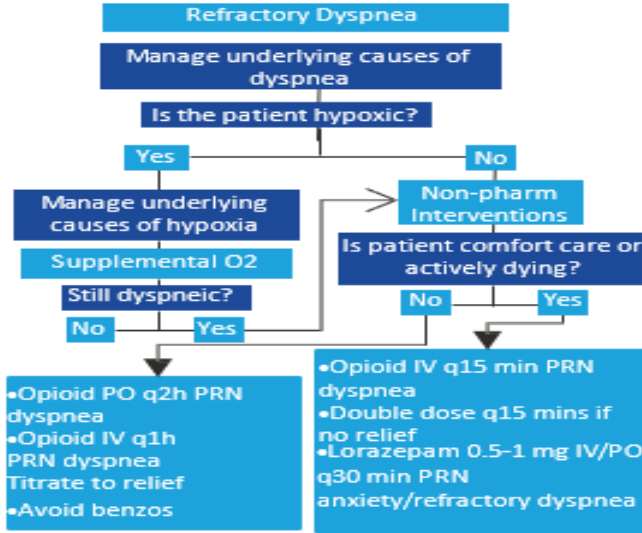 Refractory Dyspnea
Manage underlying causes of
dyspnea
Is the patient hypoxic?
Yes
No
Manage underlying
causes of hypoxia
Supplemental O2
Still dyspneic?
No
Yes
Non-pharm
Interventions
Is patient comfort care or
actively dying?
No
Yes
•Opioid PO q2h PRN
dyspnea
•Opioid IV q1h
PRN dyspnea
Titrate to relief
•Avoid benzos
•Opioid IV q15 min PRN
dyspnea
•Double dose q15 mins if
no relief
•Lorazepam 0.5-1 mg IV/PO
q30 min PRN
anxiety/refractory dyspnea